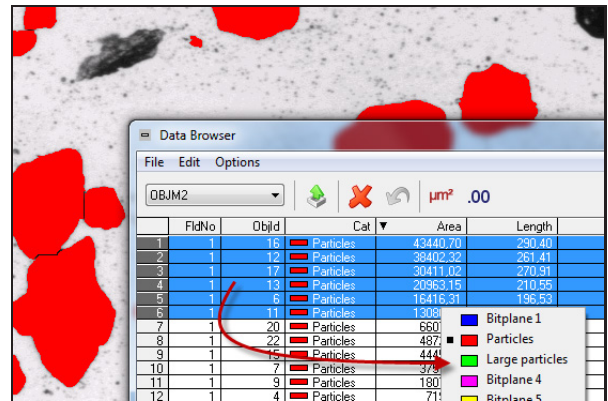 Data Browser
File Edit Options
OBJM2 µm² .00
FldNo ObjId Cat Area Length
1 1 16 Particles 43440,70 290,40
2 1 12 Particles 38402,32 261,41
3 1 17 Particles 30411,02 270,91
4 1 13 Particles 20963,15 210,55
5 1 6 Particles 16416,31 196,53
6 1 11 Particles Bitplane 1
7 1 20 Particles
8 1 22 Particles Particles
9 1 15 Particles Large particles
10 1 7 Particles
11 1 9 Particles Bitplane 4
12 1 4 Particles Bitplane 5